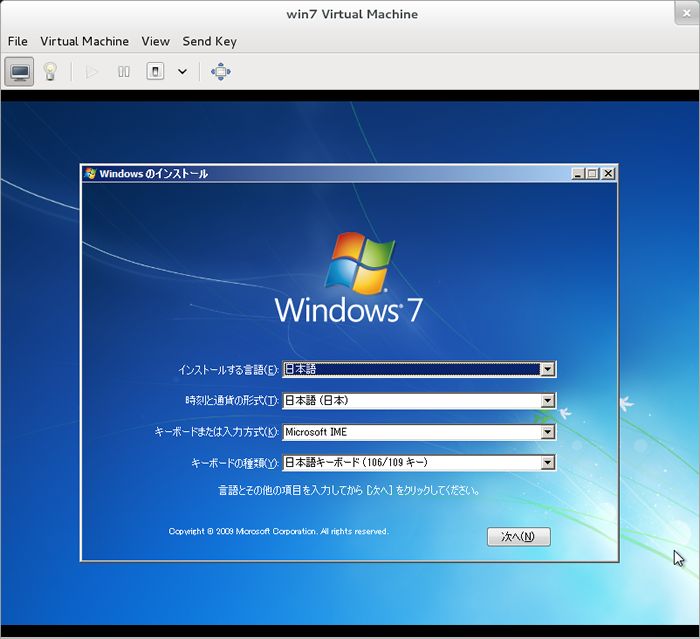 win7 Virtual Machine
File Virtual Machine View Send Key
Windows のインストール
Windows 7
インストールする言語(E): 日本語
時刻と通貨の形式(T): 日本語 (日本)
キーボードまたは入力方式(K): Microsoft IME
キーボードの種類(Y): 日本語キーボード (106/109 キー)
言語とその他の項目を入力してから [次へ] をクリックしてください。
Copyright © 2009 Microsoft Corporation. All rights reserved.
次へ(N)